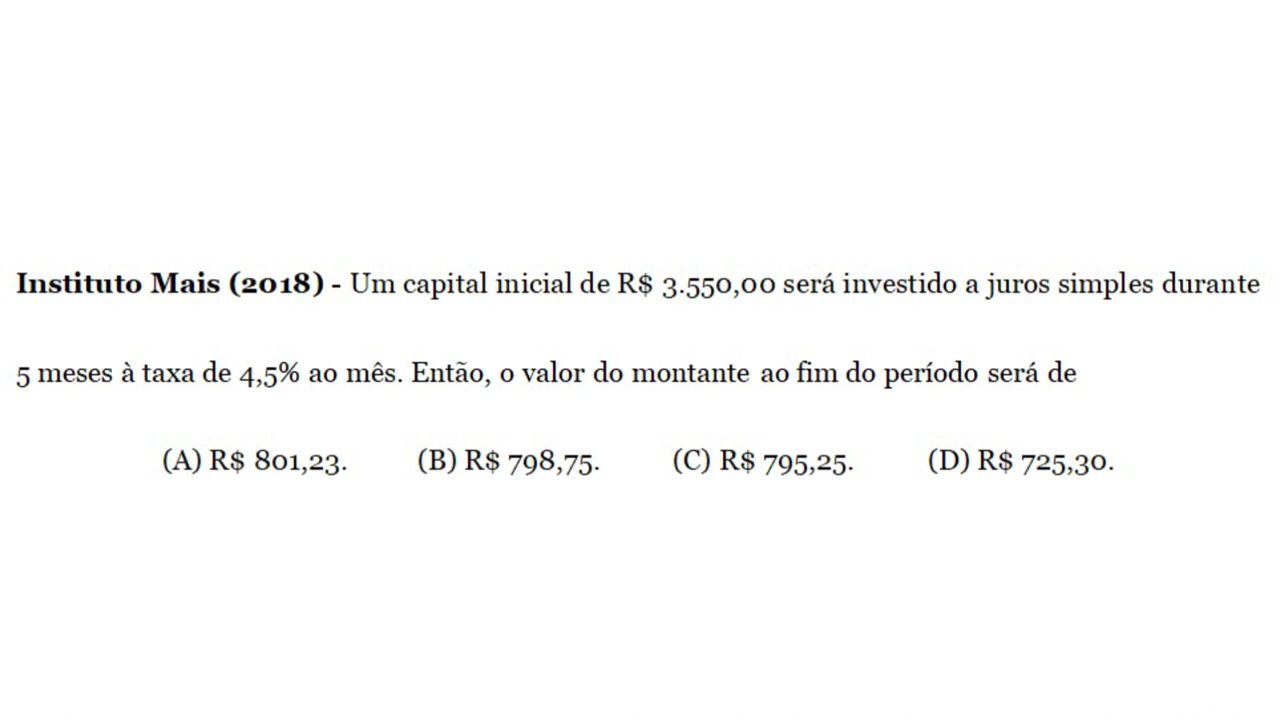 Instituto Mais (2018) - Um capital inicial de R$ 3.550,00 será investido a juros simples durante
5 meses à taxa de 4,5% ao mês. Então, o valor do montante ao fim do período será de
(A) R$ 801,23. (B) R$ 798,75. (C) R$ 795,25. (D) R$ 725,30.